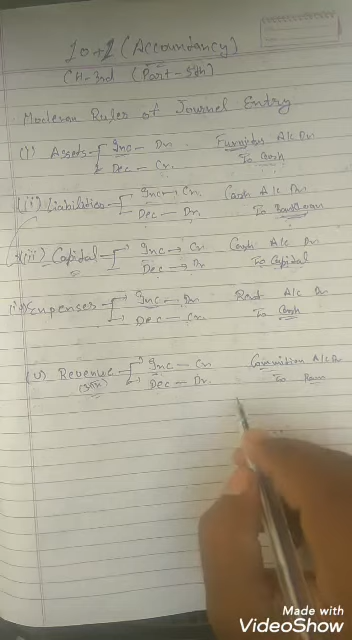 10+2 (Accountancy)
CH-3rd (Part-5th)
Modern Rules of Journal Entry
(i) Assets Inc - Dr. Furniture A/c Dr
Dec - Cr. To Cash
(ii) Liabilities Inc → Cr. Cash A/c Dr
Dec - Dr. To Bank Loan
(iii) Capital Inc → Cr Cash A/c Dr
Dec → Dr To Capital
(iv) Expenses Inc - Dr Rent A/c Dr
Dec - Cr. To Cash
(v) Revenue Inc - Cr A/c Dr
Dec - Dr. To
Made with
VideoShow